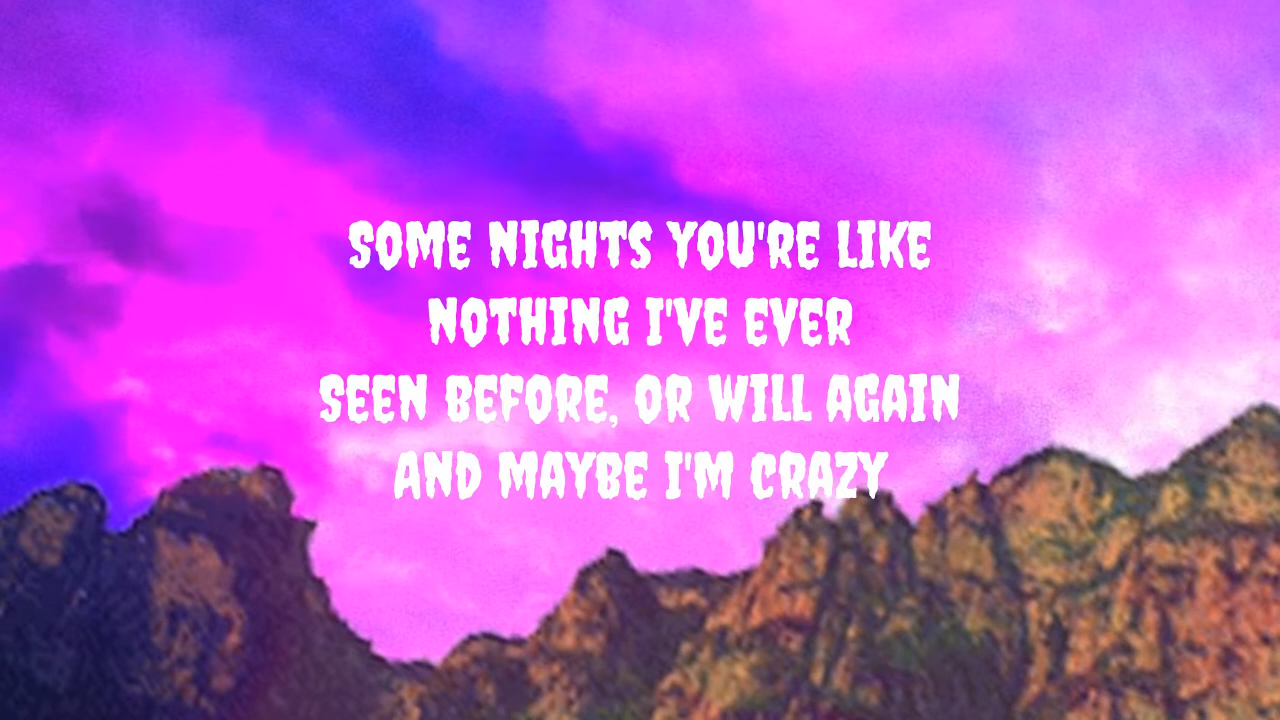 SOME NIGHTS YOU'RE LIKE
NOTHING I'VE EVER
SEEN BEFORE, OR WILL AGAIN
AND MAYBE I'M CRAZY